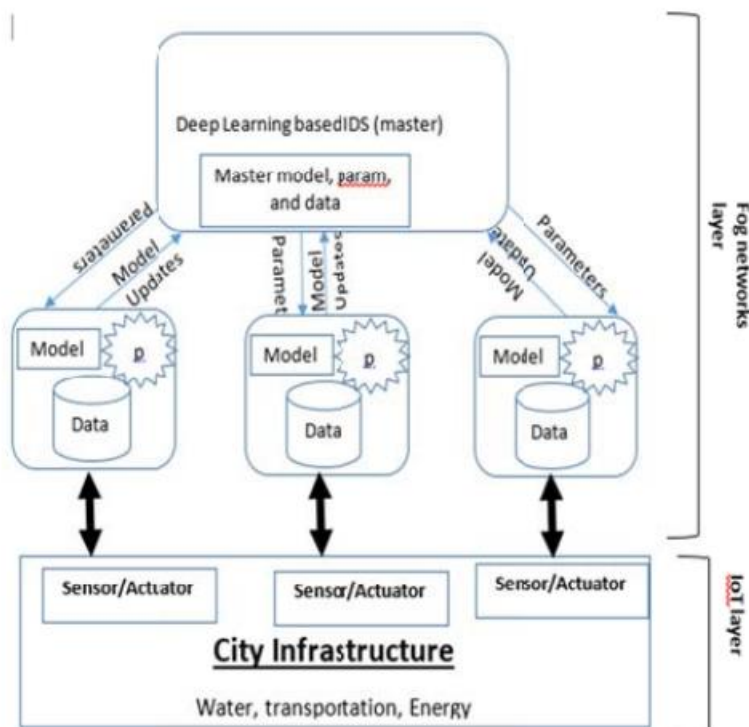 Deep Learning basedIDS (master)
Master model, param,
and data
Parameters
Model
Updates
Paramet
Model
Updates
Model
Update
Parameters
Model
p
Data
Model
p
Data
Model
p
Data
Fog networks
layer
Sensor/Actuator
Sensor/Actuator
Sensor/Actuator
City Infrastructure
Water, transportation, Energy
IoT layer